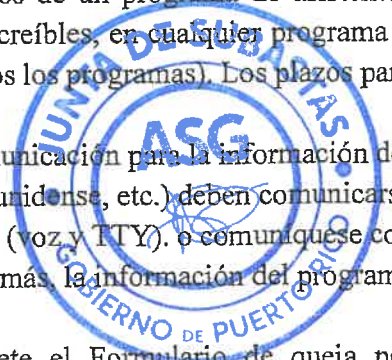 os de un programa
creíbles, en cualquier programa
os los programas). Los plazos par
JUNTA DE SUBASTAS
ASG
GOBIERNO DE PUERTO RICO
unicación para la información d
unidense, etc.) deben comunicars
(voz y TTY). o comuníquese co
más, la información del program
ete el Formulario de queja p